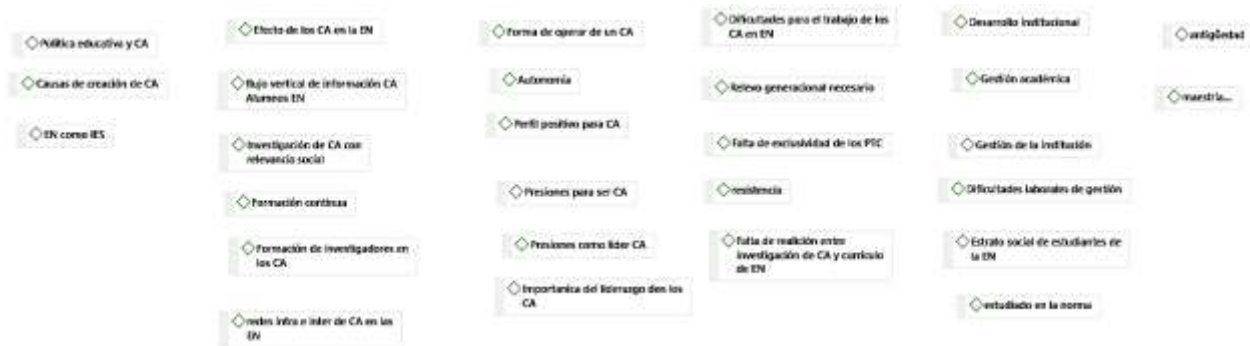 Política educativa y CA
Causas de creación de CA
EN como IES
Efecto de los CA en la EN
flujo vertical de información CA
Alumnos EN
Investigación de CA con
relevancia social
Formación continua
Formación de investigadores en
los CA
redes intra e inter de CA en las
EN
Forma de operar de un CA
Autonomía
Perfil positivo para CA
Presiones para ser CA
Presiones como líder CA
Importanica del liderazgo den los
CA
Dificultades para el trabajo de los
CA en EN
Relevo generacional necesario
Falta de exclusividad de los PTC
resistencia
Falta de realición entre
investigación de CA y currículo
de EN
Desarrollo institucional
Gestión académica
Gestión de la institución
Dificultades laborales de gestión
Estrato social de estudiantes de
la EN
estudiado en la norma
antigüedad
maestría...